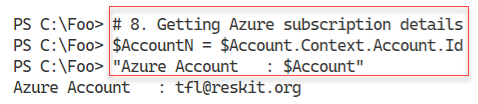 PS C:\Foo> # 8. Getting Azure subscription details
PS C:\Foo> $AccountN = $Account.Context.Account.Id
PS C:\Foo> "Azure Account   : $Account"
Azure Account   : tfl@reskit.org